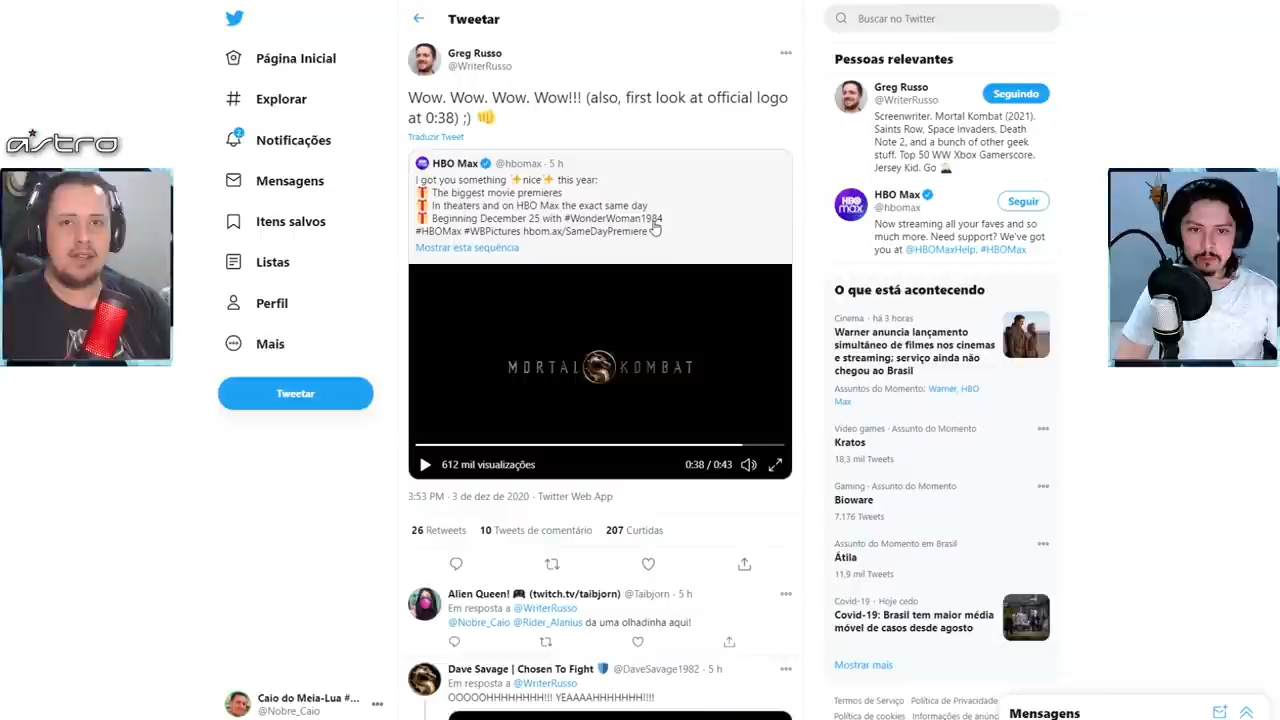 astro
Página Inicial
Explorar
2
Notificações
Mensagens
Itens salvos
Listas
Perfil
Mais
Tweetar
Caio do Meia-Lua #...
@Nobre_Caio
Tweetar
Greg Russo
@WriterRusso
Wow. Wow. Wow. Wow!!! (also, first look at official logo
at 0:38) ;) 👊
Traduzir Tweet
HBO Max @hbomax · 5 h
I got you something ✨nice✨ this year:
🎁 The biggest movie premieres
🎁 In theaters and on HBO Max the exact same day
🎁 Beginning December 25 with #WonderWoman1984
#HBOMax #WBPictures hbom.ax/SameDayPremiere
Mostrar esta sequência
MORTAL KOMBAT
612 mil visualizações
0:38 / 0:43
3:53 PM · 3 de dez de 2020 · Twitter Web App
26 Retweets 10 Tweets de comentário 207 Curtidas
Alien Queen! 🎮 (twitch.tv/taibjorn) @Taibjorn · 5 h
Em resposta a @WriterRusso
@Nobre_Caio @Rider_Alanius da uma olhadinha aqui!
Dave Savage | Chosen To Fight @DaveSavage1982 · 5 h
Em resposta a @WriterRusso
OOOOOHHHHHHHH!!! YEAAAAHHHHHHH!!!!
Buscar no Twitter
Pessoas relevantes
Greg Russo
@WriterRusso
Seguindo
Screenwriter. Mortal Kombat (2021).
Saints Row, Space Invaders, Death
Note 2, and a bunch of other geek
stuff. Top 50 WW Xbox Gamerscore.
Jersey Kid. Go
HBO max
HBO Max
@hbomax
Seguir
Now streaming all your faves and so
much more. Need support? We've got
you at @HBOMaxHelp. #HBOMax
O que está acontecendo
Cinema · há 3 horas
Warner anuncia lançamento
simultâneo de filmes nos cinemas
e streaming; serviço ainda não
chegou ao Brasil
Assuntos do Momento: Warner, HBO
Max
Video games · Assunto do Momento
Kratos
18,3 mil Tweets
Gaming · Assunto do Momento
Bioware
7.176 Tweets
Assunto do Momento em Brasil
Átila
11,9 mil Tweets
Covid-19 · Hoje cedo
Covid-19: Brasil tem maior média
móvel de casos desde agosto
Mostrar mais
Termos de Serviço Política de Privacidade
Política de cookies Informações de anúnc
Mensagens